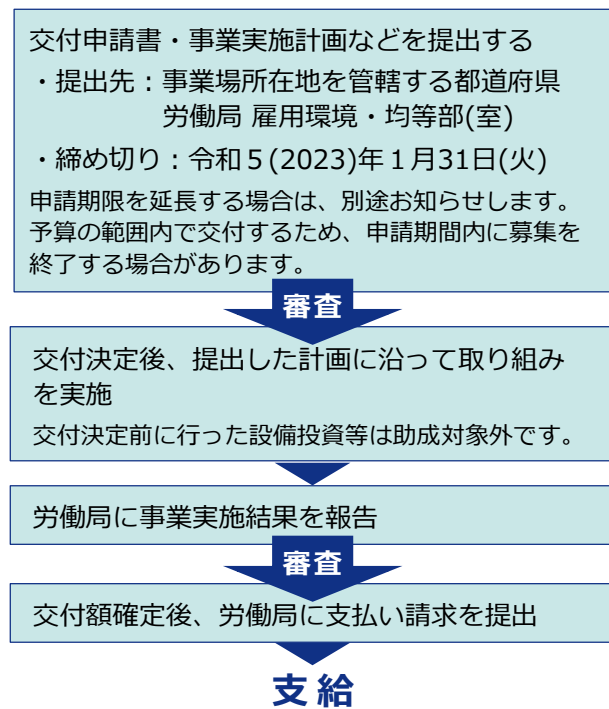 交付申請書・事業実施計画などを提出する
・提出先：事業場所在地を管轄する都道府県
労働局 雇用環境・均等部(室)
・締め切り：令和５(2023)年１月31日(火)
申請期限を延長する場合は、別途お知らせします。
予算の範囲内で交付するため、申請期間内に募集を
終了する場合があります。
審査
交付決定後、提出した計画に沿って取り組み
を実施
交付決定前に行った設備投資等は助成対象外です。
労働局に事業実施結果を報告
審査
交付額確定後、労働局に支払い請求を提出
支給